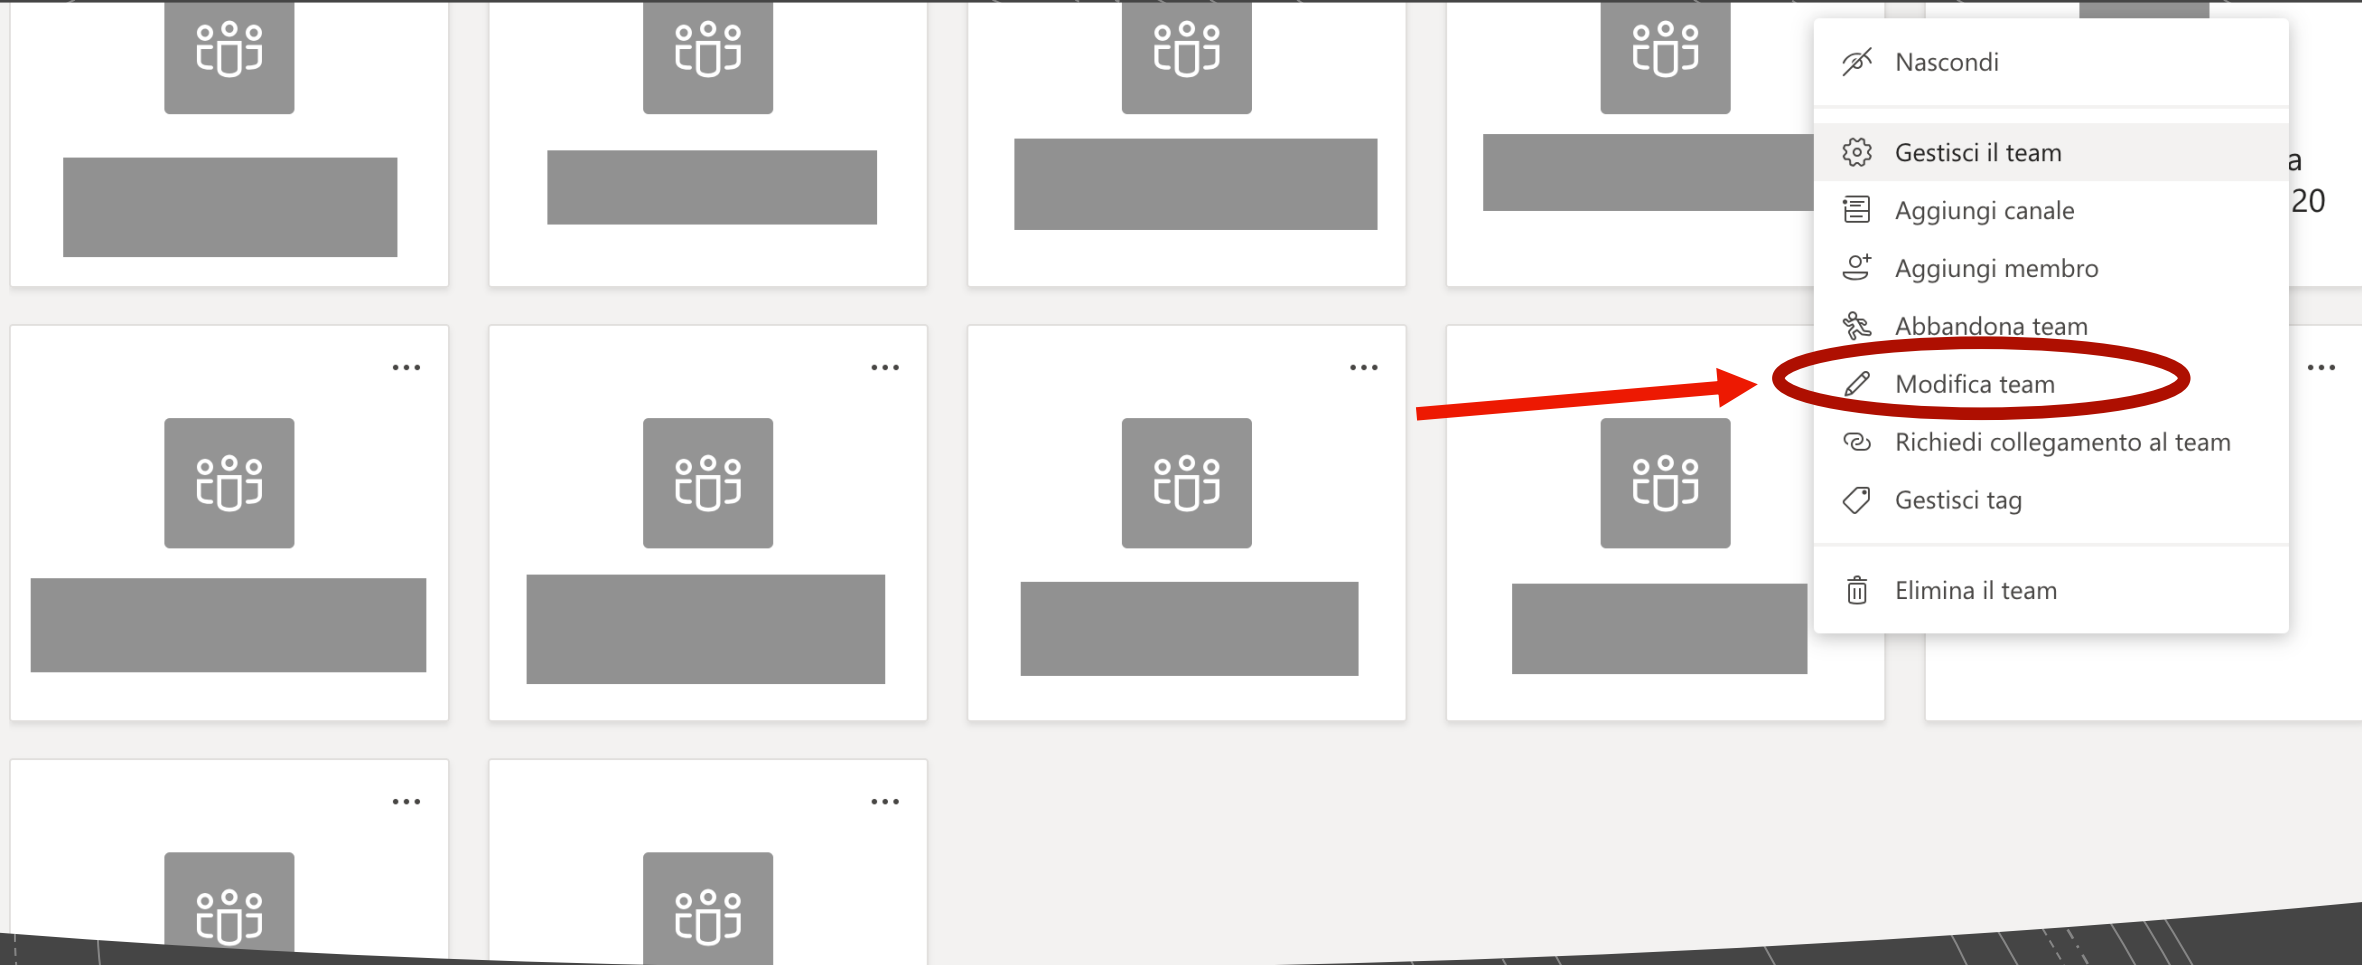 Nascondi
Gestisci il team
a
Aggiungi canale
20
Aggiungi membro
Abbandona team
Modifica team
Richiedi collegamento al team
Gestisci tag
Elimina il team